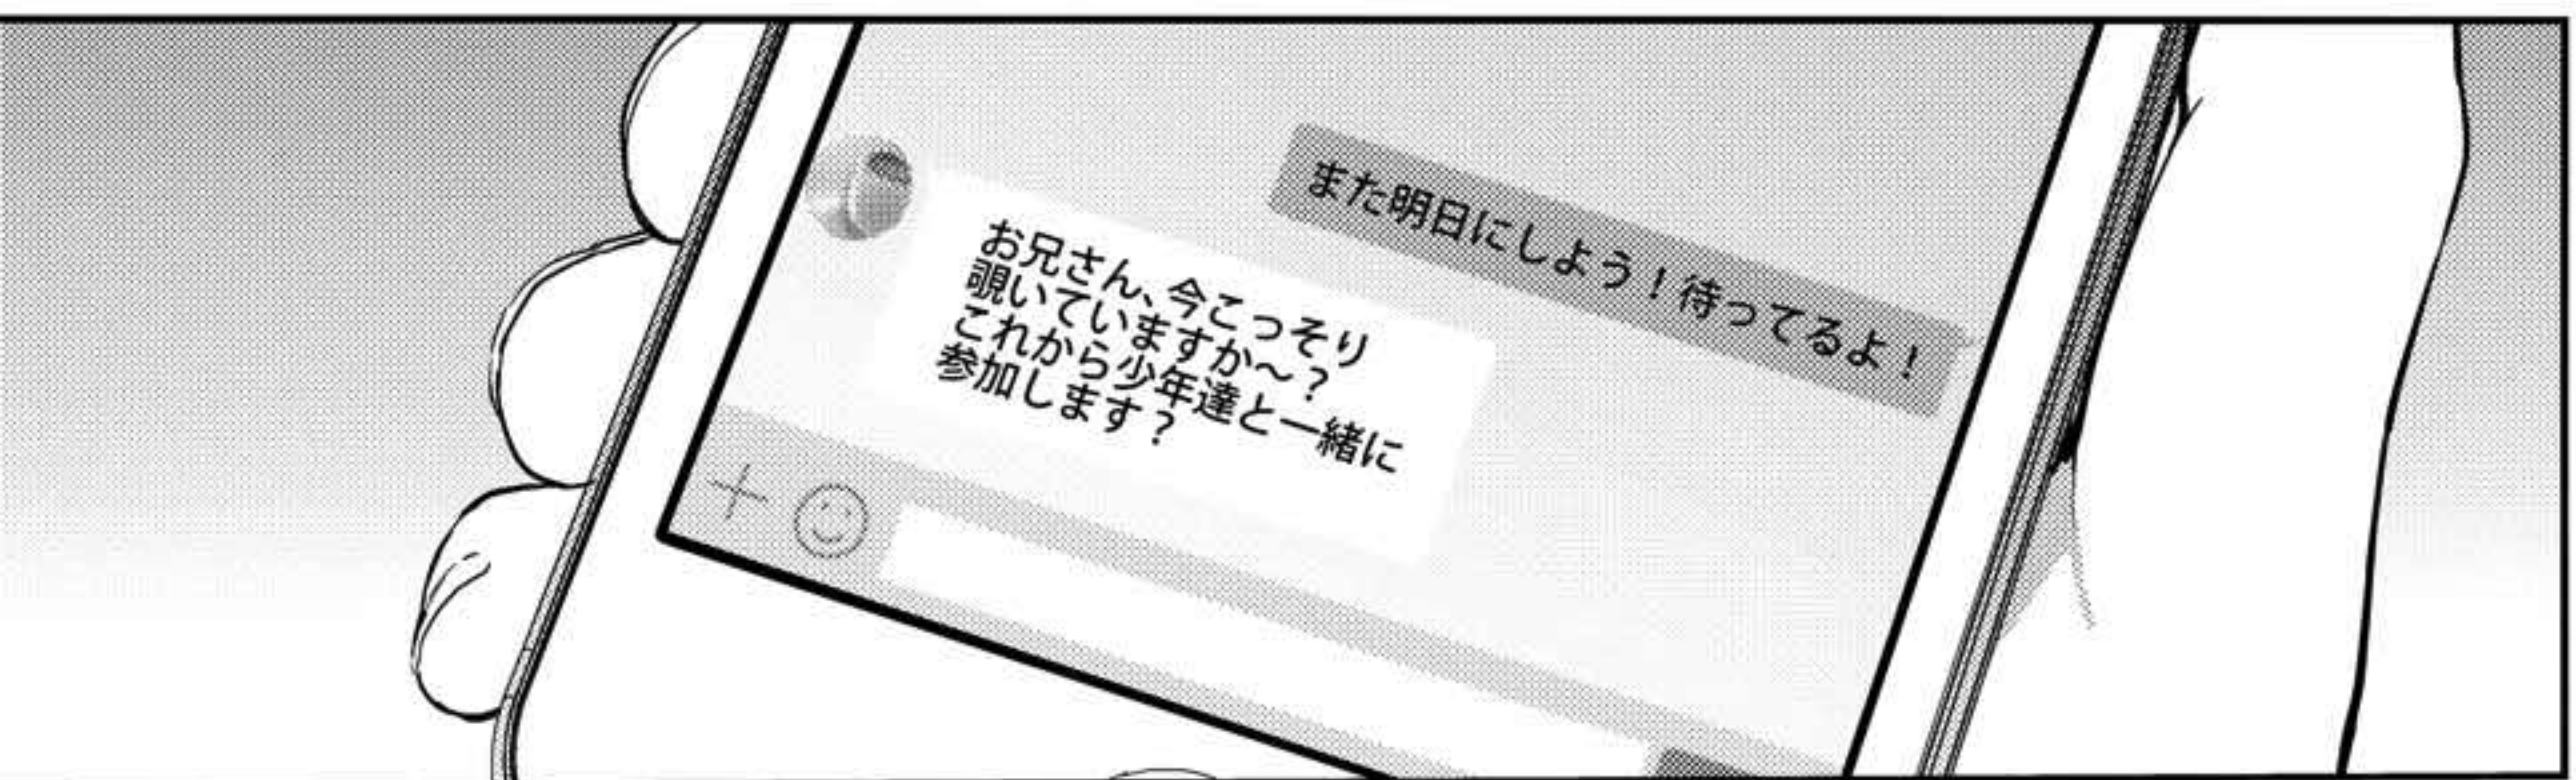 また明日にしよう！待ってるよ！
お兄さん、今こっそり
覗いていますか～？
これから少年達と一緒に
参加します？